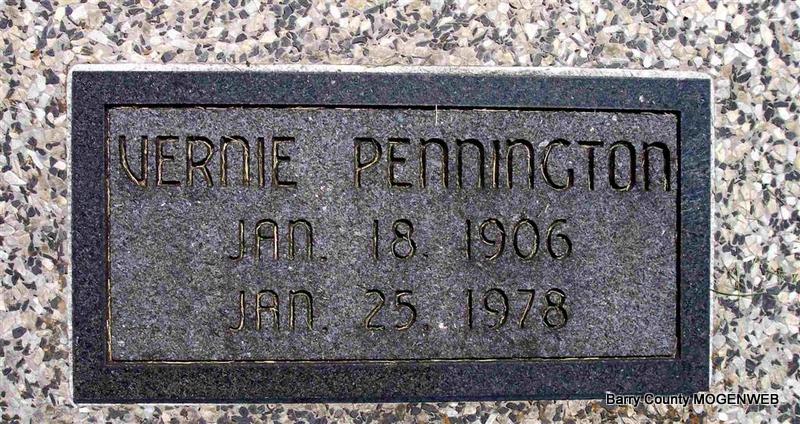 VERNIE PENNINGTON
JAN. 18. 1906
JAN. 25. 1978
Barry County MOGENWEB